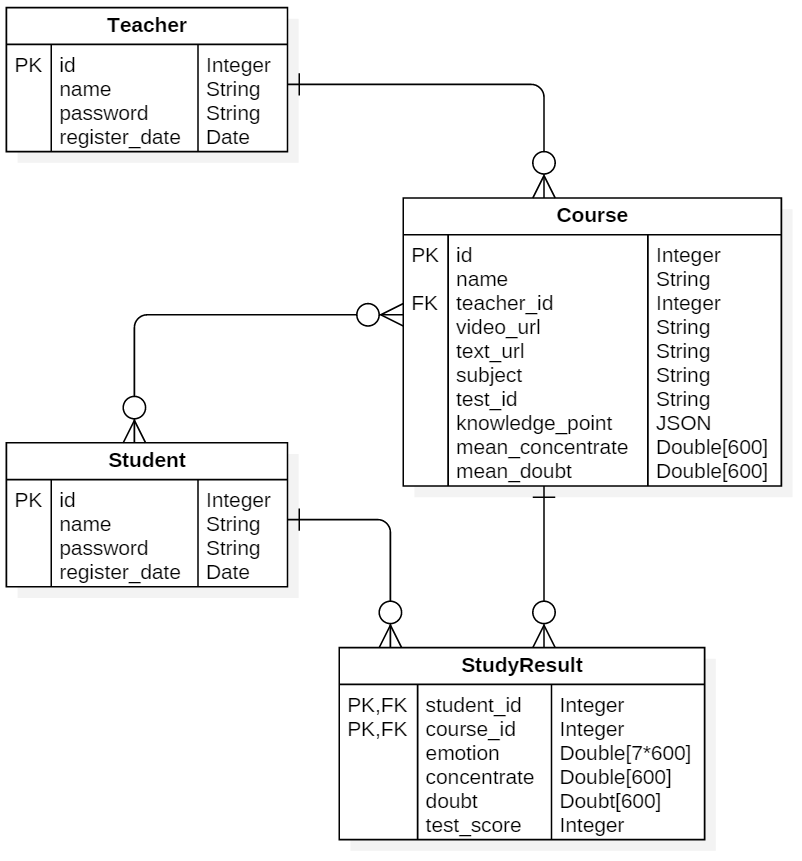 Teacher
PK id Integer
name String
password String
register_date Date
Course
PK id Integer
name String
FK teacher_id Integer
video_url String
text_url String
subject String
test_id String
knowledge_point JSON
mean_concentrate Double[600]
mean_doubt Double[600]
Student
PK id Integer
name String
password String
register_date Date
StudyResult
PK,FK student_id Integer
PK,FK course_id Integer
emotion Double[7*600]
concentrate Double[600]
doubt Doubt[600]
test_score Integer